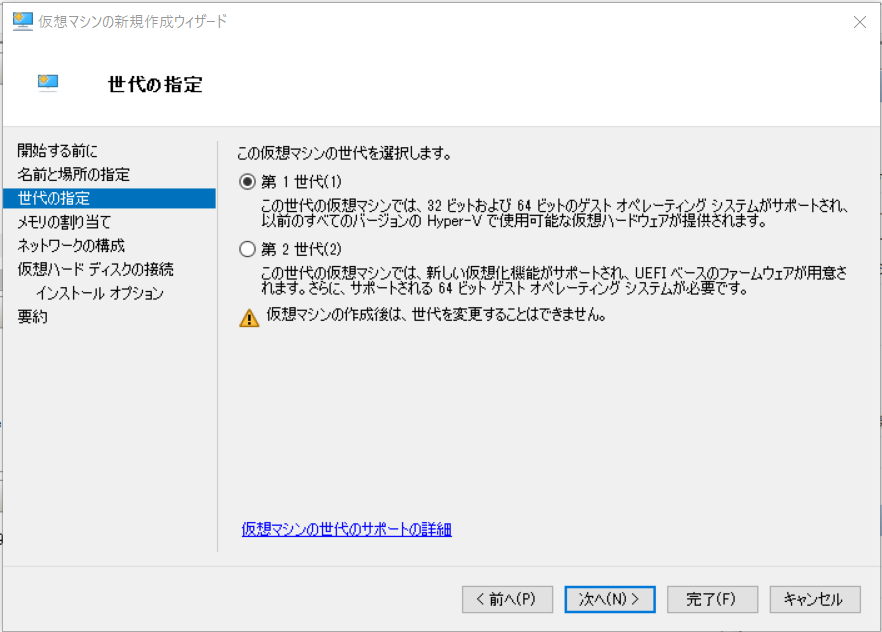 仮想マシンの新規作成ウィザード
世代の指定
開始する前に
名前と場所の指定
世代の指定
メモリの割り当て
ネットワークの構成
仮想ハード ディスクの接続
インストール オプション
要約
この仮想マシンの世代を選択します。
第 1 世代(1)
この世代の仮想マシンでは、32 ビットおよび 64 ビットのゲスト オペレーティング システムがサポートされ、
以前のすべてのバージョンの Hyper-V で使用可能な仮想ハードウェアが提供されます。
第 2 世代(2)
この世代の仮想マシンでは、新しい仮想化機能がサポートされ、UEFI ベースのファームウェアが用意さ
れます。さらに、サポートされる 64 ビット ゲスト オペレーティング システムが必要です。
仮想マシンの作成後は、世代を変更することはできません。
仮想マシンの世代のサポートの詳細
< 前へ(P)
次へ(N) >
完了(F)
キャンセル